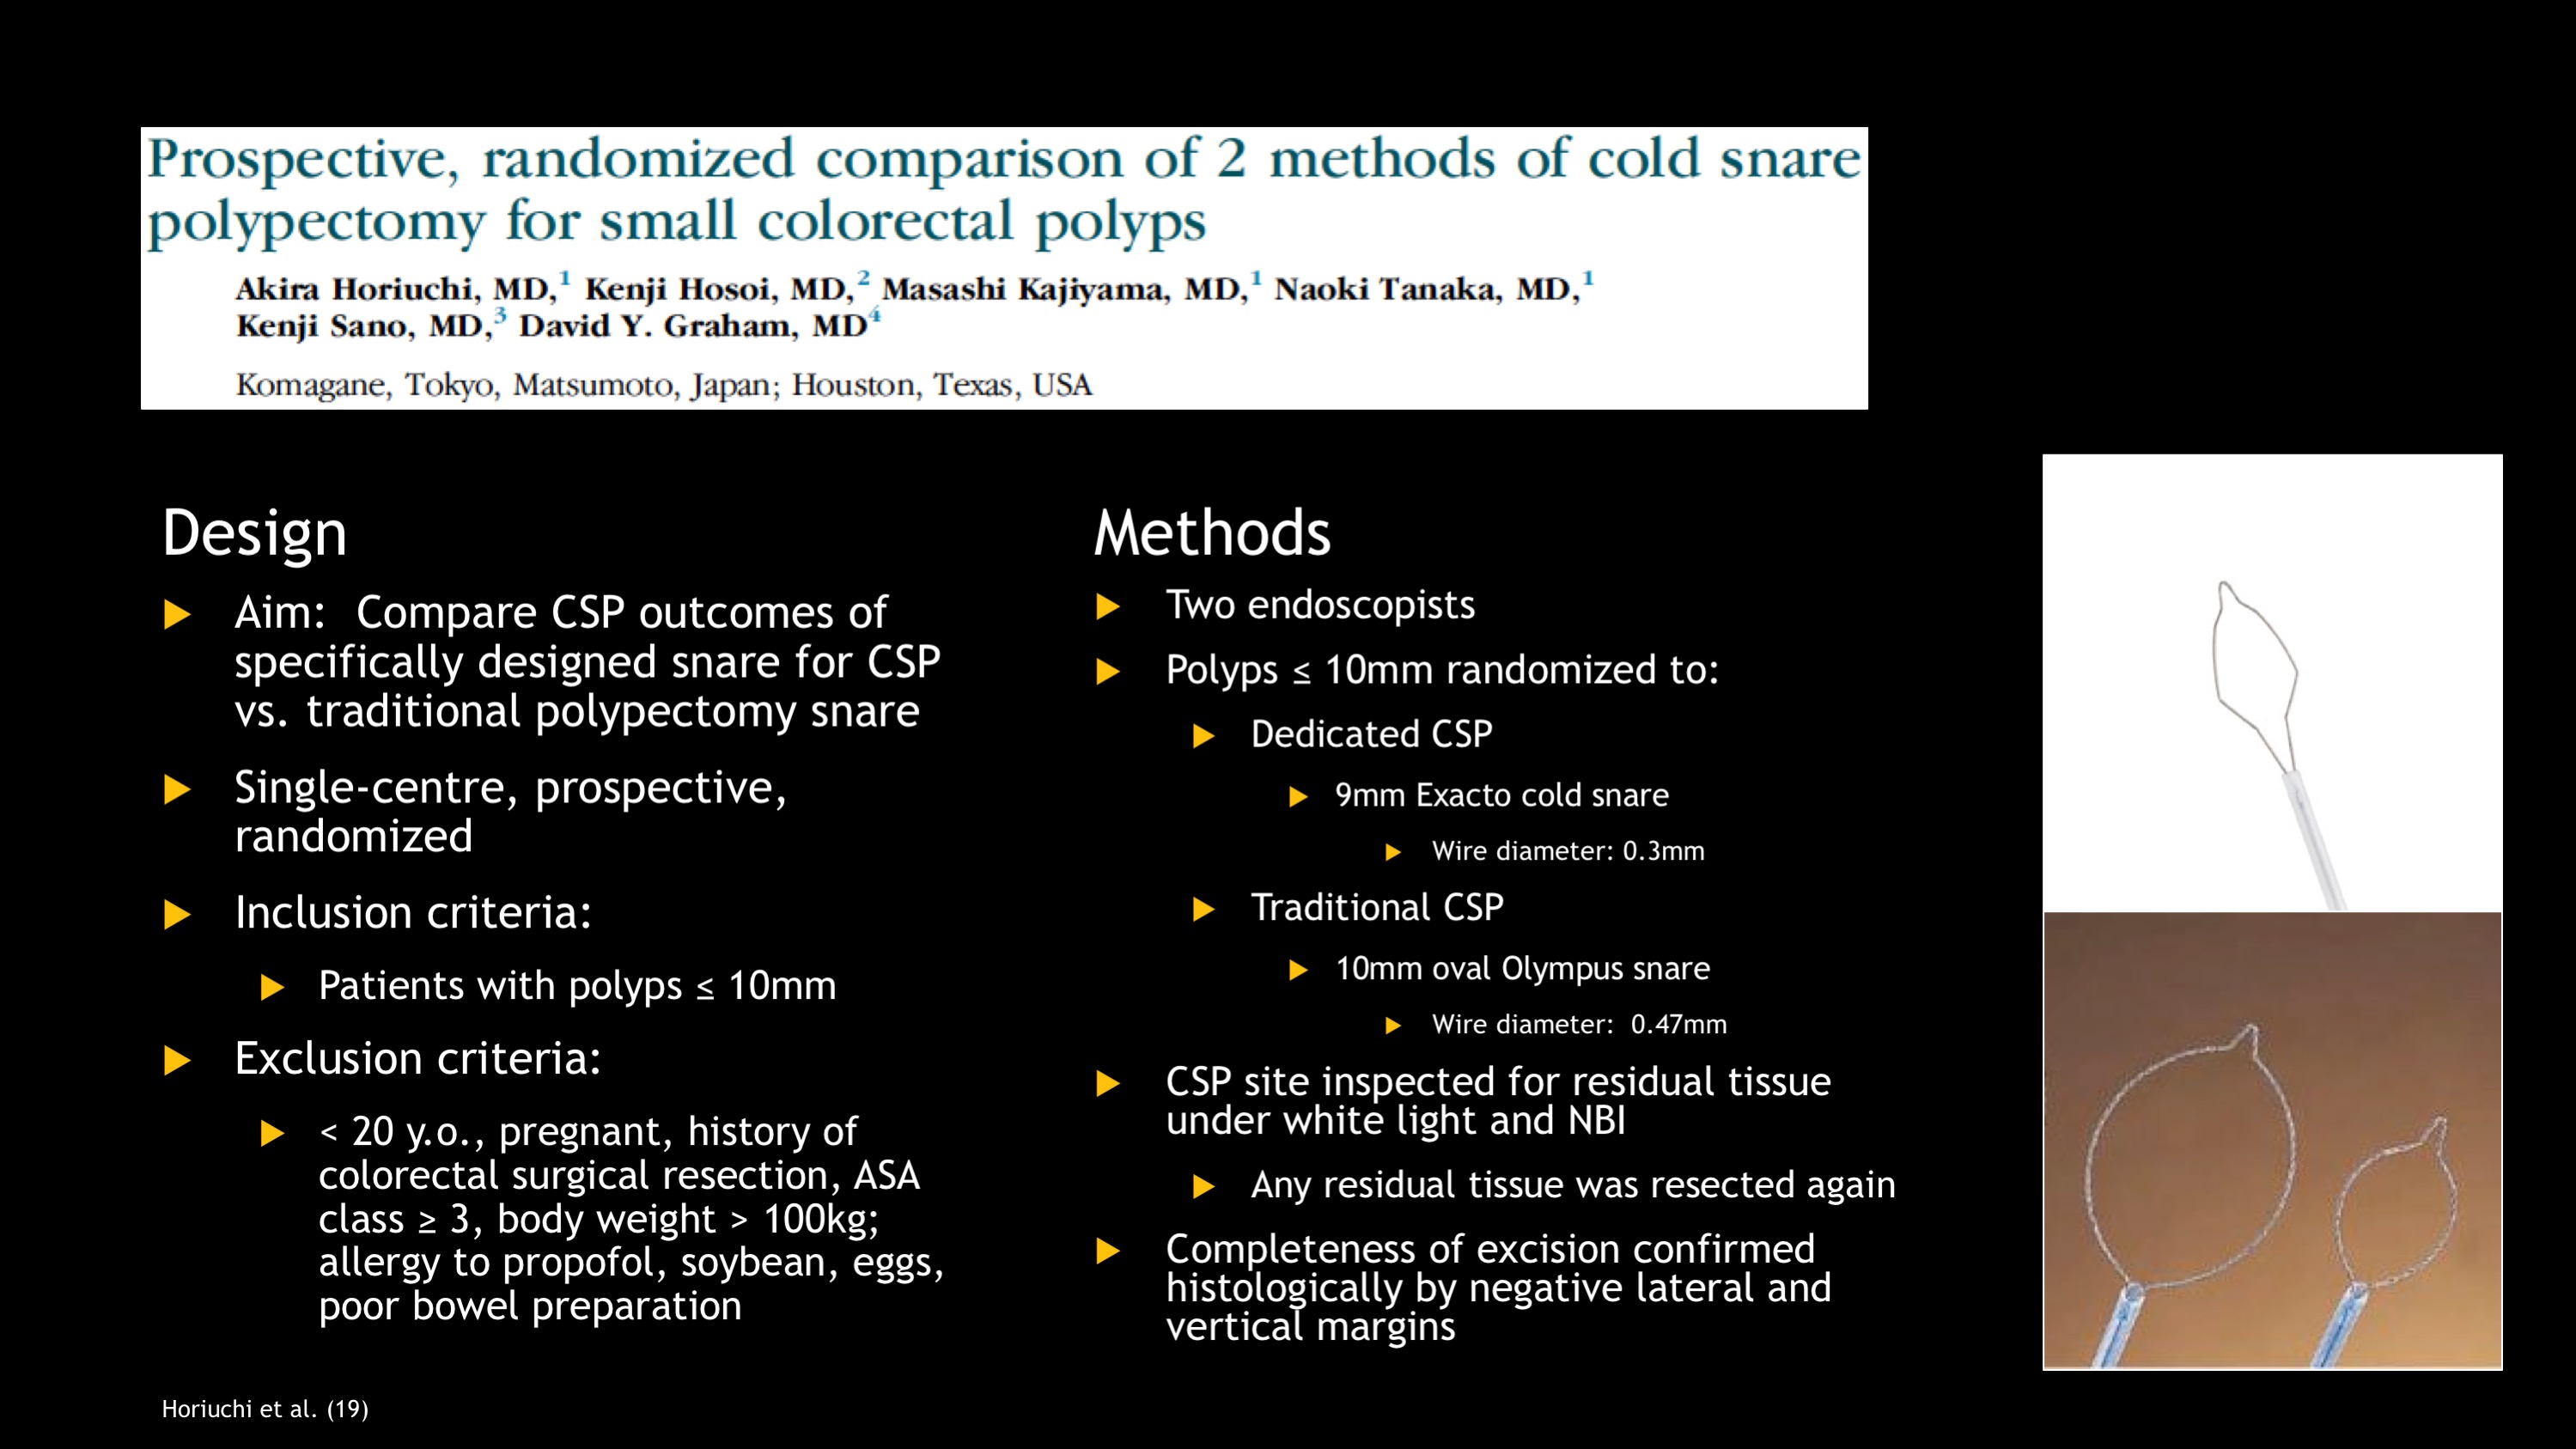 Prospective, randomized comparison of 2 methods of cold snare
polypectomy for small colorectal polyps
Akira Horiuchi, MD,1 Kenji Hosoi, MD,2 Masashi Kajiyama, MD,1 Naoki Tanaka, MD,1
Kenji Sano, MD,3 David Y. Graham, MD4
Komagane, Tokyo, Matsumoto, Japan; Houston, Texas, USA
Design
Aim: Compare CSP outcomes of
specifically designed snare for CSP
vs. traditional polypectomy snare
Single-centre, prospective,
randomized
Inclusion criteria:
Patients with polyps ≤ 10mm
Exclusion criteria:
< 20 y.o., pregnant, history of
colorectal surgical resection, ASA
class ≥ 3, body weight > 100kg;
allergy to propofol, soybean, eggs,
poor bowel preparation
Methods
Two endoscopists
Polyps ≤ 10mm randomized to:
Dedicated CSP
9mm Exacto cold snare
Wire diameter: 0.3mm
Traditional CSP
10mm oval Olympus snare
Wire diameter: 0.47mm
CSP site inspected for residual tissue
under white light and NBI
Any residual tissue was resected again
Completeness of excision confirmed
histologically by negative lateral and
vertical margins
Horiuchi et al. (19)